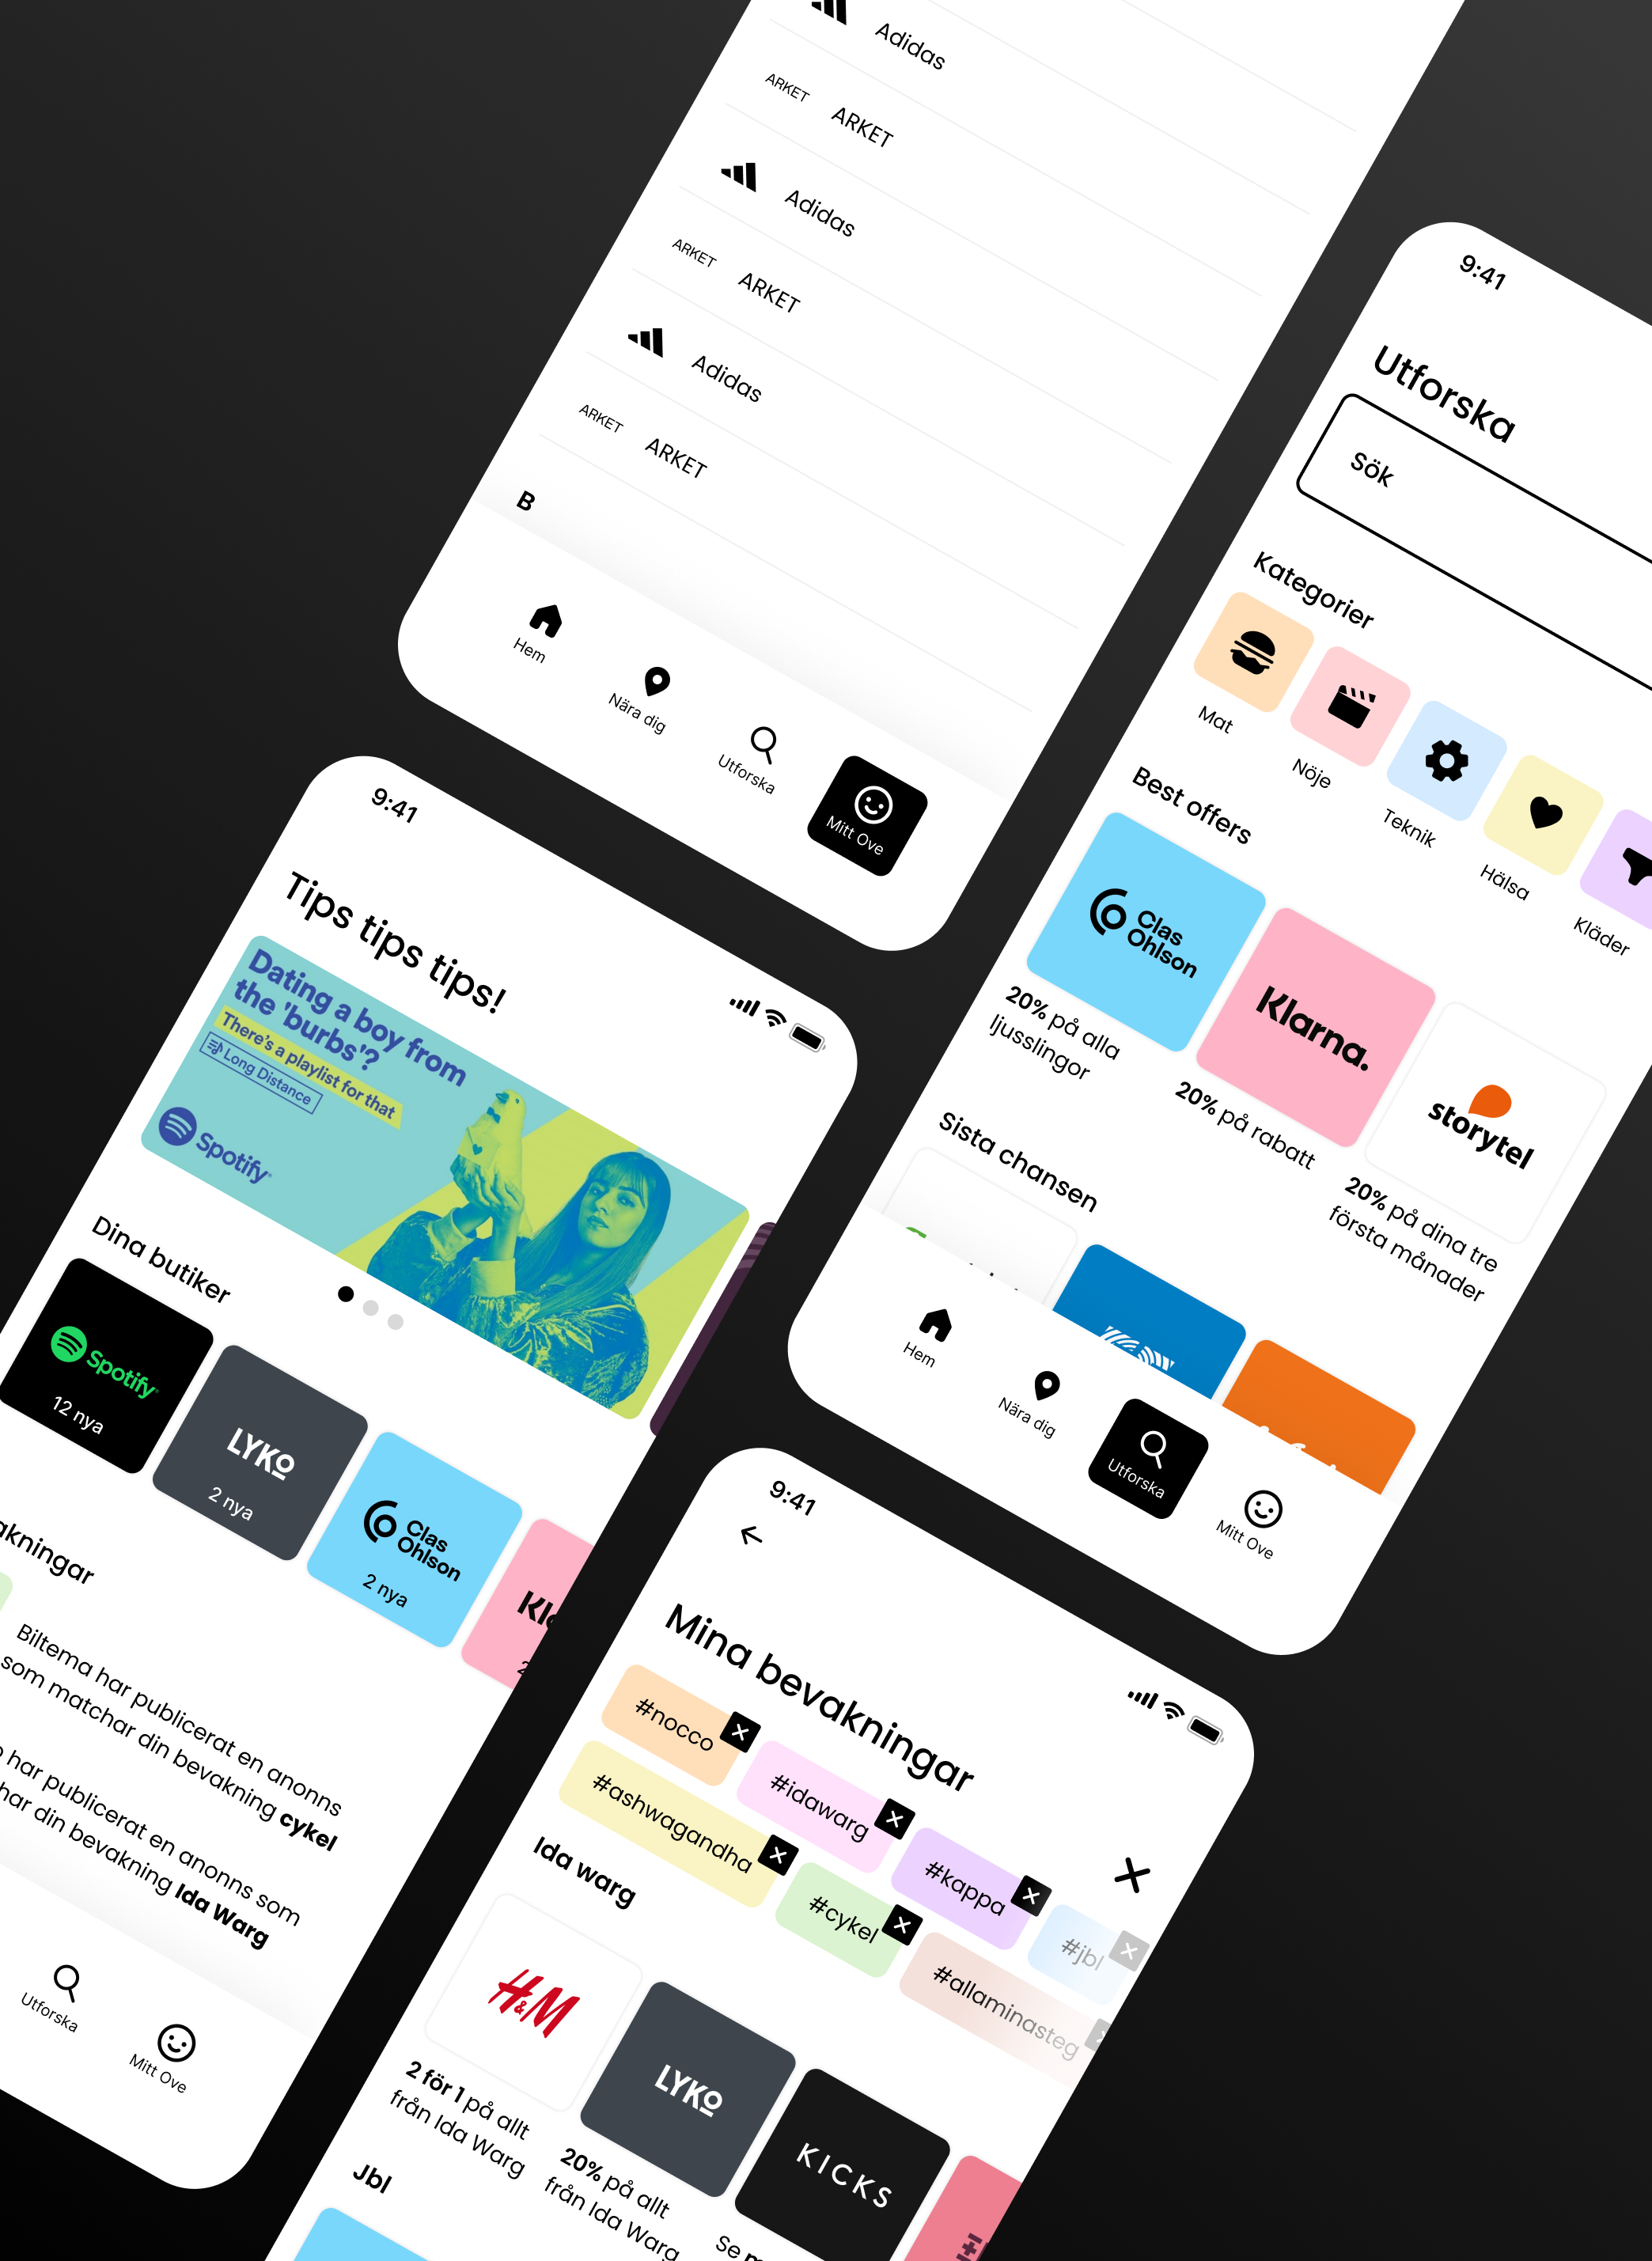 Adidas
ARKET ARKET
Adidas
ARKET ARKET
Adidas
ARKET ARKET
B
Hem
Nära dig
Utforska
Mitt Ove
9:41
Utforska
Sök
Kategorier
Mat
Nöje
Teknik
Hälsa
Kläder
Best offers
Clas
Ohlson
Klarna.
storytel
20% på alla
ljusslingor
20% på rabatt
20% på dina tre
första månader
Sista chansen
Hem
Nära dig
Utforska
Mitt Ove
9:41
Tips tips tips!
Dating a boy from
the 'burbs'?
There's a playlist for that
Long Distance
Spotify
Dina butiker
Spotify
12 nya
LYKO
2 nya
Clas
Ohlson
2 nya
Biltema har publicerat en anonns
som matchar din bevakning cykel
har publicerat en anonns som
har din bevakning Ida Warg
Utforska
Mitt Ove
9:41
Mina bevakningar
#nocco
#idawarg
#kappa
#jbl
#ashwagandha
#cykel
#allaminasteg
Ida warg
H&M
LYKO
KICKS
2 för 1 på allt
från Ida Warg
20% på allt
från Ida Warg
Se
Jbl